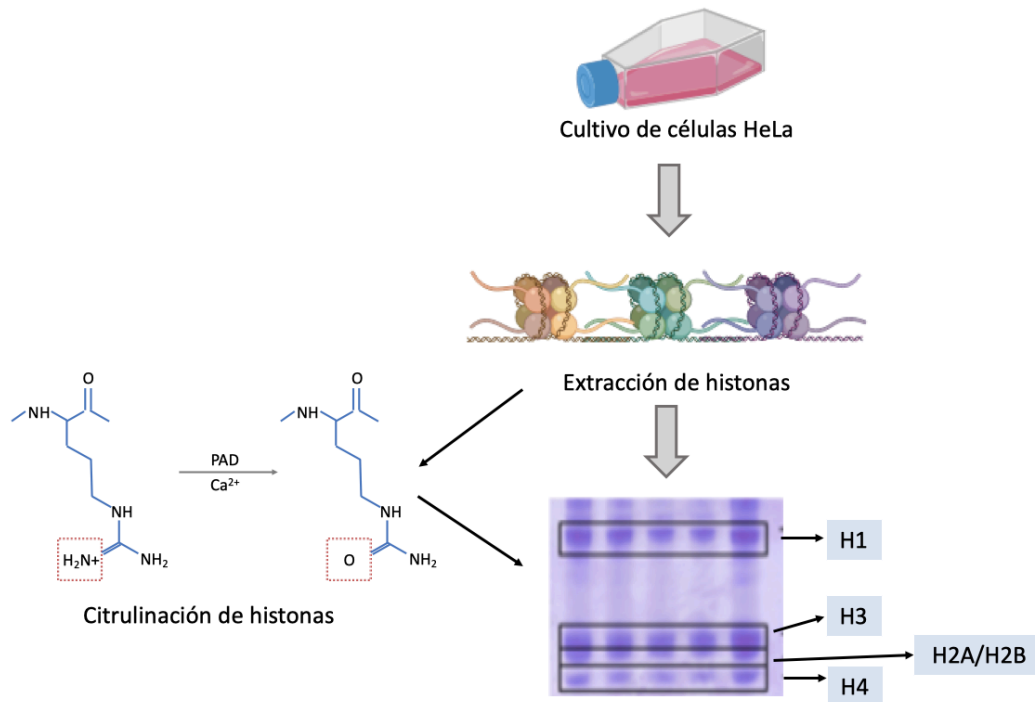 Cultivo de células HeLa
Extracción de histonas
O
NH
NH
H₂N+
NH₂
PAD
Ca²⁺
O
NH
NH
O
NH₂
Citrulinación de histonas
H1
H3
H2A/H2B
H4